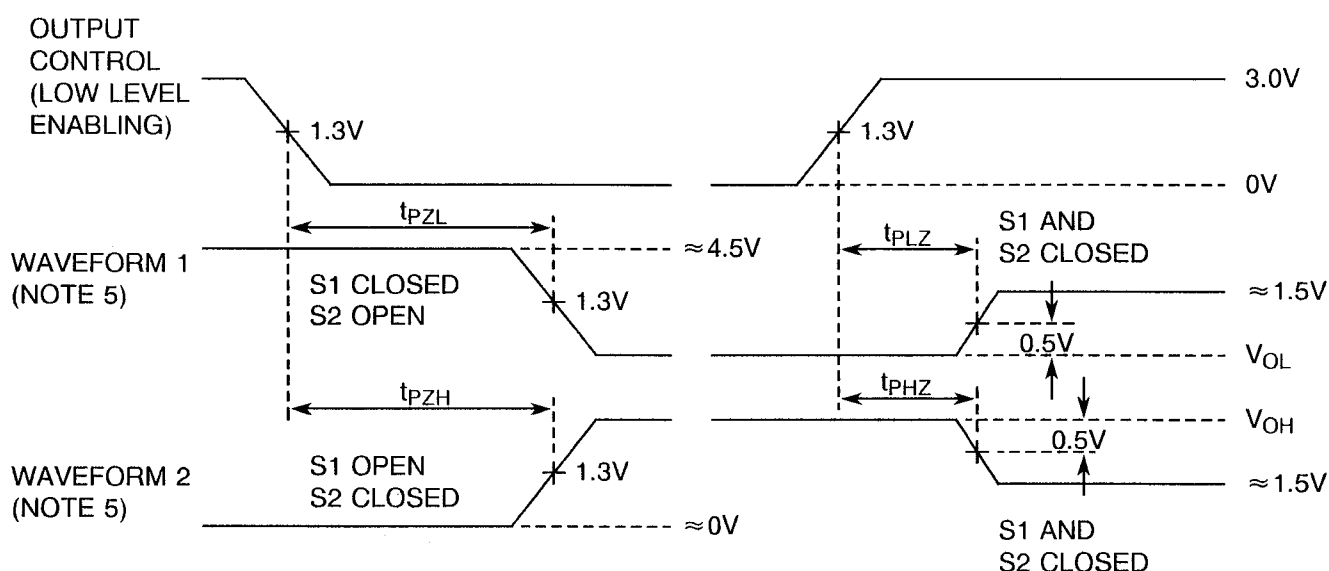 OUTPUT
CONTROL
(LOW LEVEL
ENABLING)
1.3V
1.3V
3.0V
0V
tPZL
tPLZ
S1 AND
S2 CLOSED
WAVEFORM 1
(NOTE 5)
S1 CLOSED
S2 OPEN
1.3V
≈4.5V
≈1.5V
0.5V
VOL
tPZH
tPHZ
VOH
0.5V
WAVEFORM 2
(NOTE 5)
S1 OPEN
S2 CLOSED
1.3V
≈0V
≈1.5V
S1 AND
S2 CLOSED